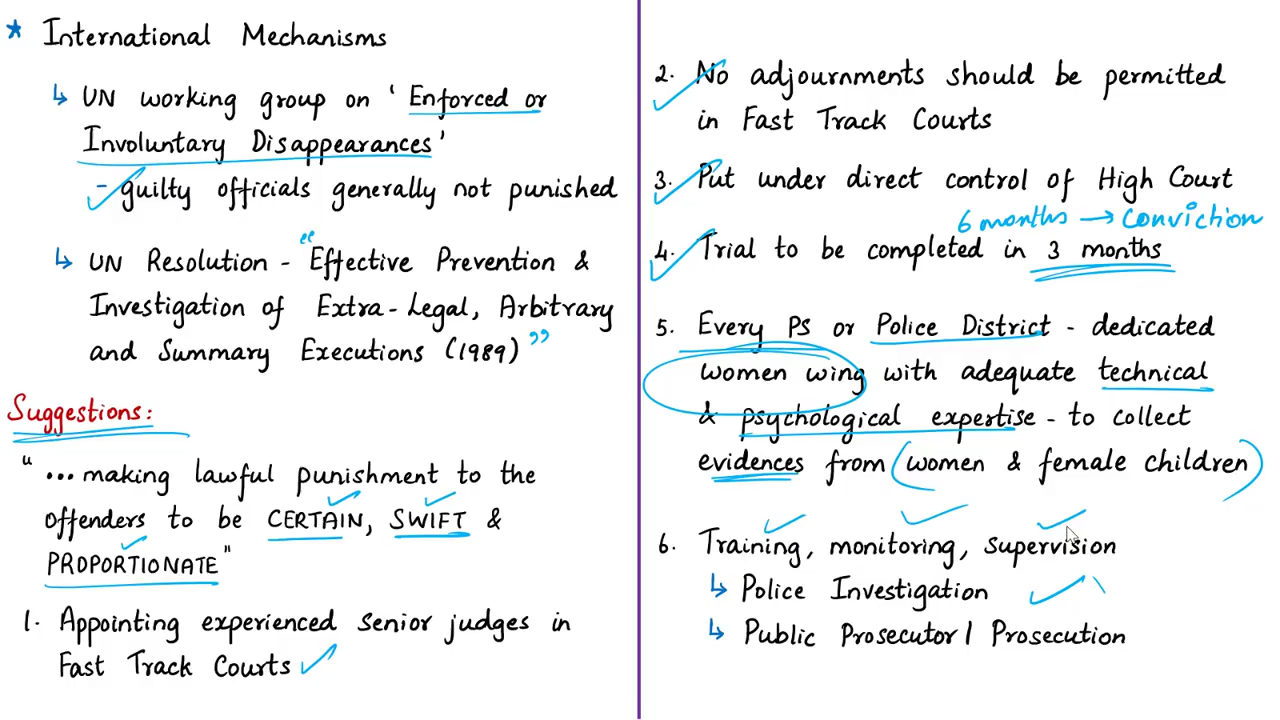 * International Mechanisms
↳ UN working group on ' Enforced or
Involuntary Disappearances '
- guilty officials generally not punished
↳ UN Resolution - "Effective Prevention &
Investigation of Extra-Legal, Arbitrary
and Summary Executions (1989) "
Suggestions:
" ... making lawful punishment to the
offenders to be CERTAIN, SWIFT &
PROPORTIONATE "
1. Appointing experienced senior judges in
Fast Track Courts
2. No adjournments should be permitted
in Fast Track Courts
3. Put under direct control of High Court
6 months → Conviction
4. Trial to be completed in 3 months
5. Every PS or Police District - dedicated
women wing with adequate technical
& psychological expertise - to collect
evidences from (women & female children)
6. Training, monitoring, supervision
↳ Police Investigation
↳ Public Prosecutor / Prosecution